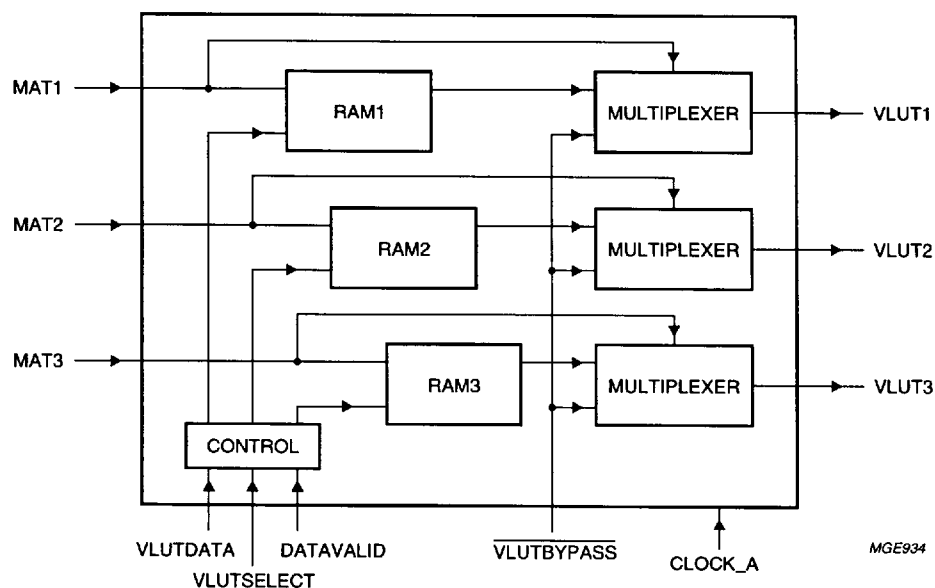 MAT1
RAM1
MULTIPLEXER
VLUT1
MAT2
RAM2
MULTIPLEXER
VLUT2
MAT3
RAM3
MULTIPLEXER
VLUT3
CONTROL
VLUTDATA
DATAVALID
VLUTBYPASS
CLOCK_A
MGE934
VLUTSELECT